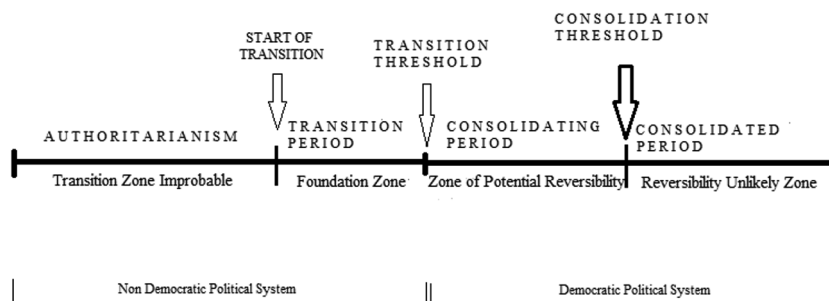 CONSOLIDATION
THRESHOLD
START OF
TRANSITION
TRANSITION
THRESHOLD
AUTHORITARIANISM
TRANSITION
PERIOD
CONSOLIDATING
PERIOD
CONSOLIDATED
PERIOD
Transition Zone Improbable
Foundation Zone
Zone of Potential Reversibility
Reversibility Unlikely Zone
Non Democratic Political System
Democratic Political System